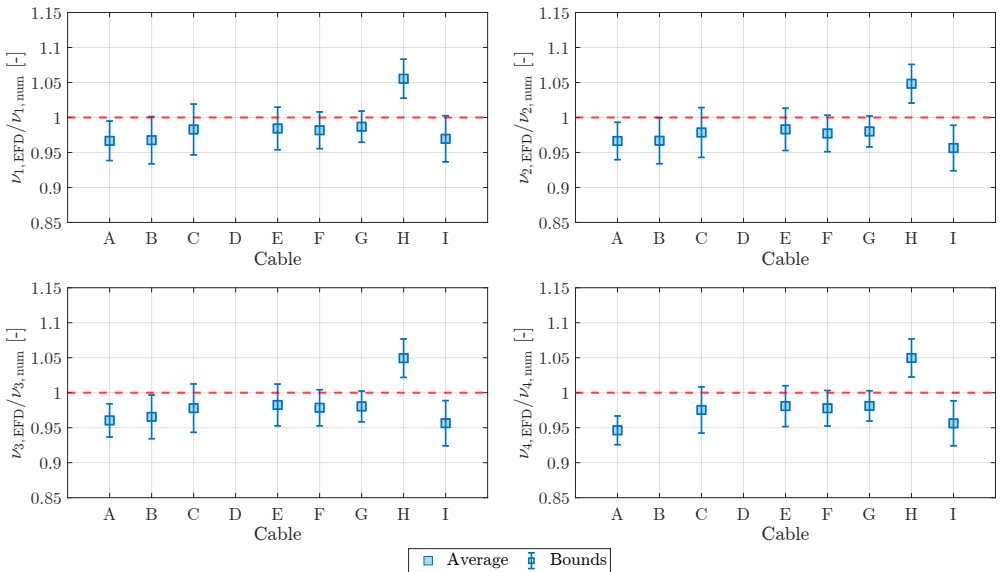 1.15
1.1
1.05
1
0.95
0.9
0.85
ν1,EFD/ν1,num [-]
A B C D E F G H I
Cable
1.15
1.1
1.05
1
0.95
0.9
0.85
ν2,EFD/ν2,num [-]
A B C D E F G H I
Cable
1.15
1.1
1.05
1
0.95
0.9
0.85
ν3,EFD/ν3,num [-]
A B C D E F G H I
Cable
1.15
1.1
1.05
1
0.95
0.9
0.85
ν4,EFD/ν4,num [-]
A B C D E F G H I
Cable
Average Bounds